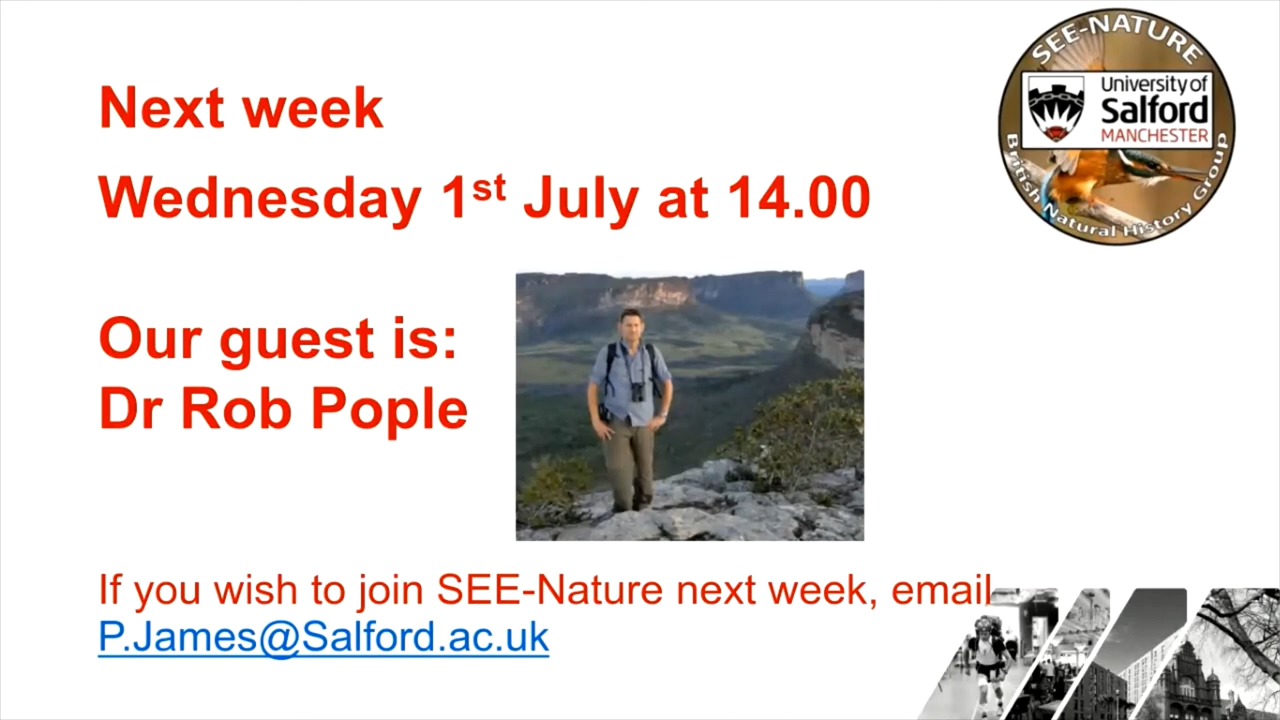 Next week
Wednesday 1st July at 14.00
Our guest is:
Dr Rob Pople
If you wish to join SEE-Nature next week, email
P.James@Salford.ac.uk
SEE-NATURE
University of
Salford
MANCHESTER
British Natural History Group